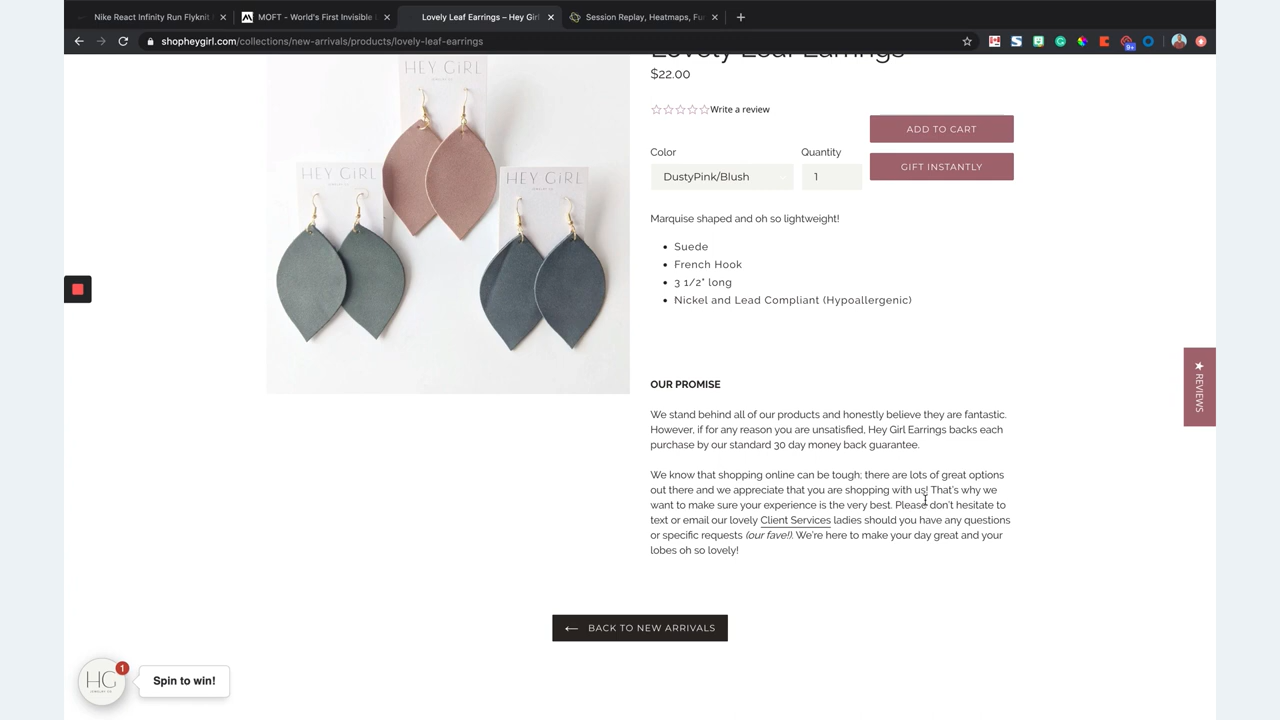 Nike React Infinity Run Flyknit
MOFT - World's First Invisible
Lovely Leaf Earrings – Hey Girl
Session Replay, Heatmaps, Fu
shopheygirl.com/collections/new-arrivals/products/lovely-leaf-earrings
9+
Lovely Leaf Earrings
$22.00
Write a review
ADD TO CART
GIFT INSTANTLY
Color
Quantity
DustyPink/Blush
1
Marquise shaped and oh so lightweight!
• Suede
• French Hook
• 3 1/2" long
• Nickel and Lead Compliant (Hypoallergenic)
HEY GIRL
HEY GIRL
HEY GIRL
OUR PROMISE
We stand behind all of our products and honestly believe they are fantastic.
However, if for any reason you are unsatisfied, Hey Girl Earrings backs each
purchase by our standard 30 day money back guarantee.
We know that shopping online can be tough; there are lots of great options
out there and we appreciate that you are shopping with us! That's why we
want to make sure your experience is the very best. Please don't hesitate to
text or email our lovely Client Services ladies should you have any questions
or specific requests (our fave!). We're here to make your day great and your
lobes oh so lovely!
★ REVIEWS
← BACK TO NEW ARRIVALS
HG
1
Spin to win!